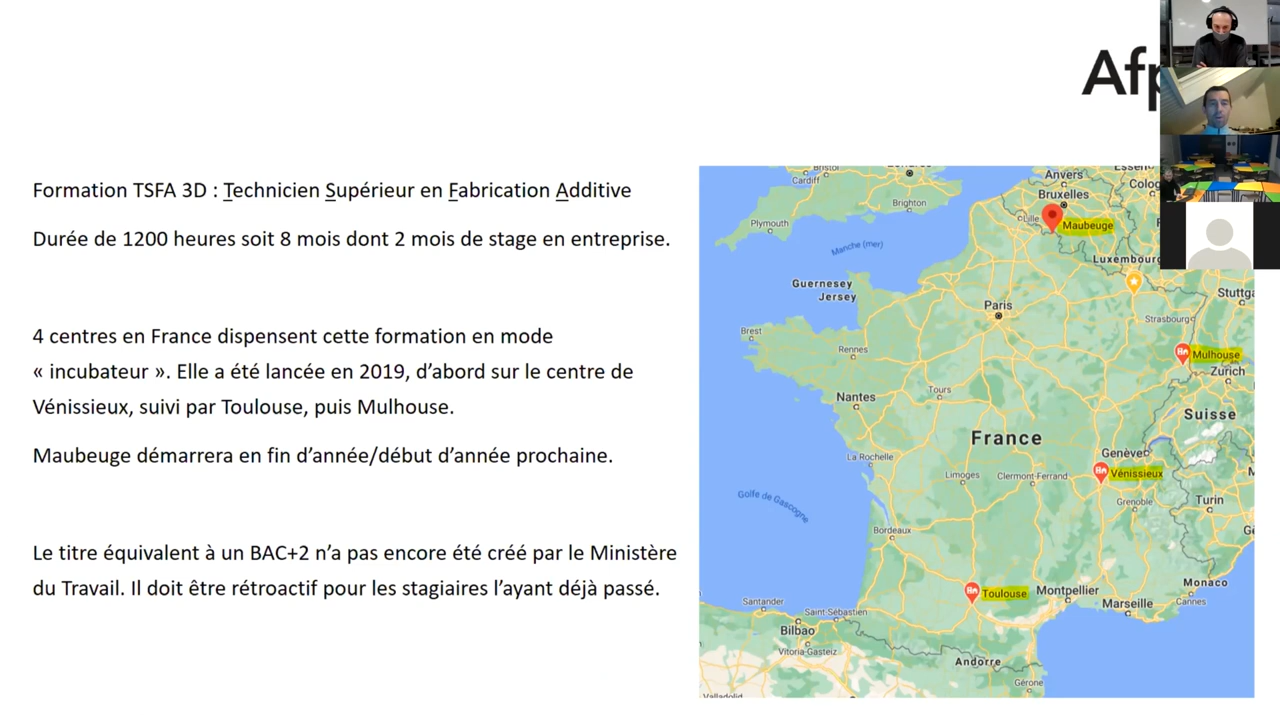 Afp
Formation TSFA 3D : Technicien Supérieur en Fabrication Additive
Durée de 1200 heures soit 8 mois dont 2 mois de stage en entreprise.
4 centres en France dispensent cette formation en mode
« incubateur ». Elle a été lancée en 2019, d’abord sur le centre de
Vénissieux, suivi par Toulouse, puis Mulhouse.
Maubeuge démarrera en fin d’année/début d’année prochaine.
Le titre équivalent à un BAC+2 n’a pas encore été créé par le Ministère
du Travail. Il doit être rétroactif pour les stagiaires l’ayant déjà passé.
Bristol
Cardiff
Anvers
Essen
Colog
Bruxelles
Brighton
Lille
Plymouth
Maubeuge
Manche (mer)
Luxembourg
Guernesey
Jersey
Stuttga
Paris
Strasbourg
Brest
Rennes
Mulhouse
Zurich
Tours
Nantes
Suisse
France
Genève
La Rochelle
Limoges
Clermont-Ferrand
Vénissieux
Golfe de Gascogne
Grenoble
Turin
Bordeaux
Monaco
Toulouse
Montpellier
Marseille
Cannes
Santander
Saint-Sébastien
Bilbao
Vitoria-Gasteiz
Andorre
Gérone
Valladolid